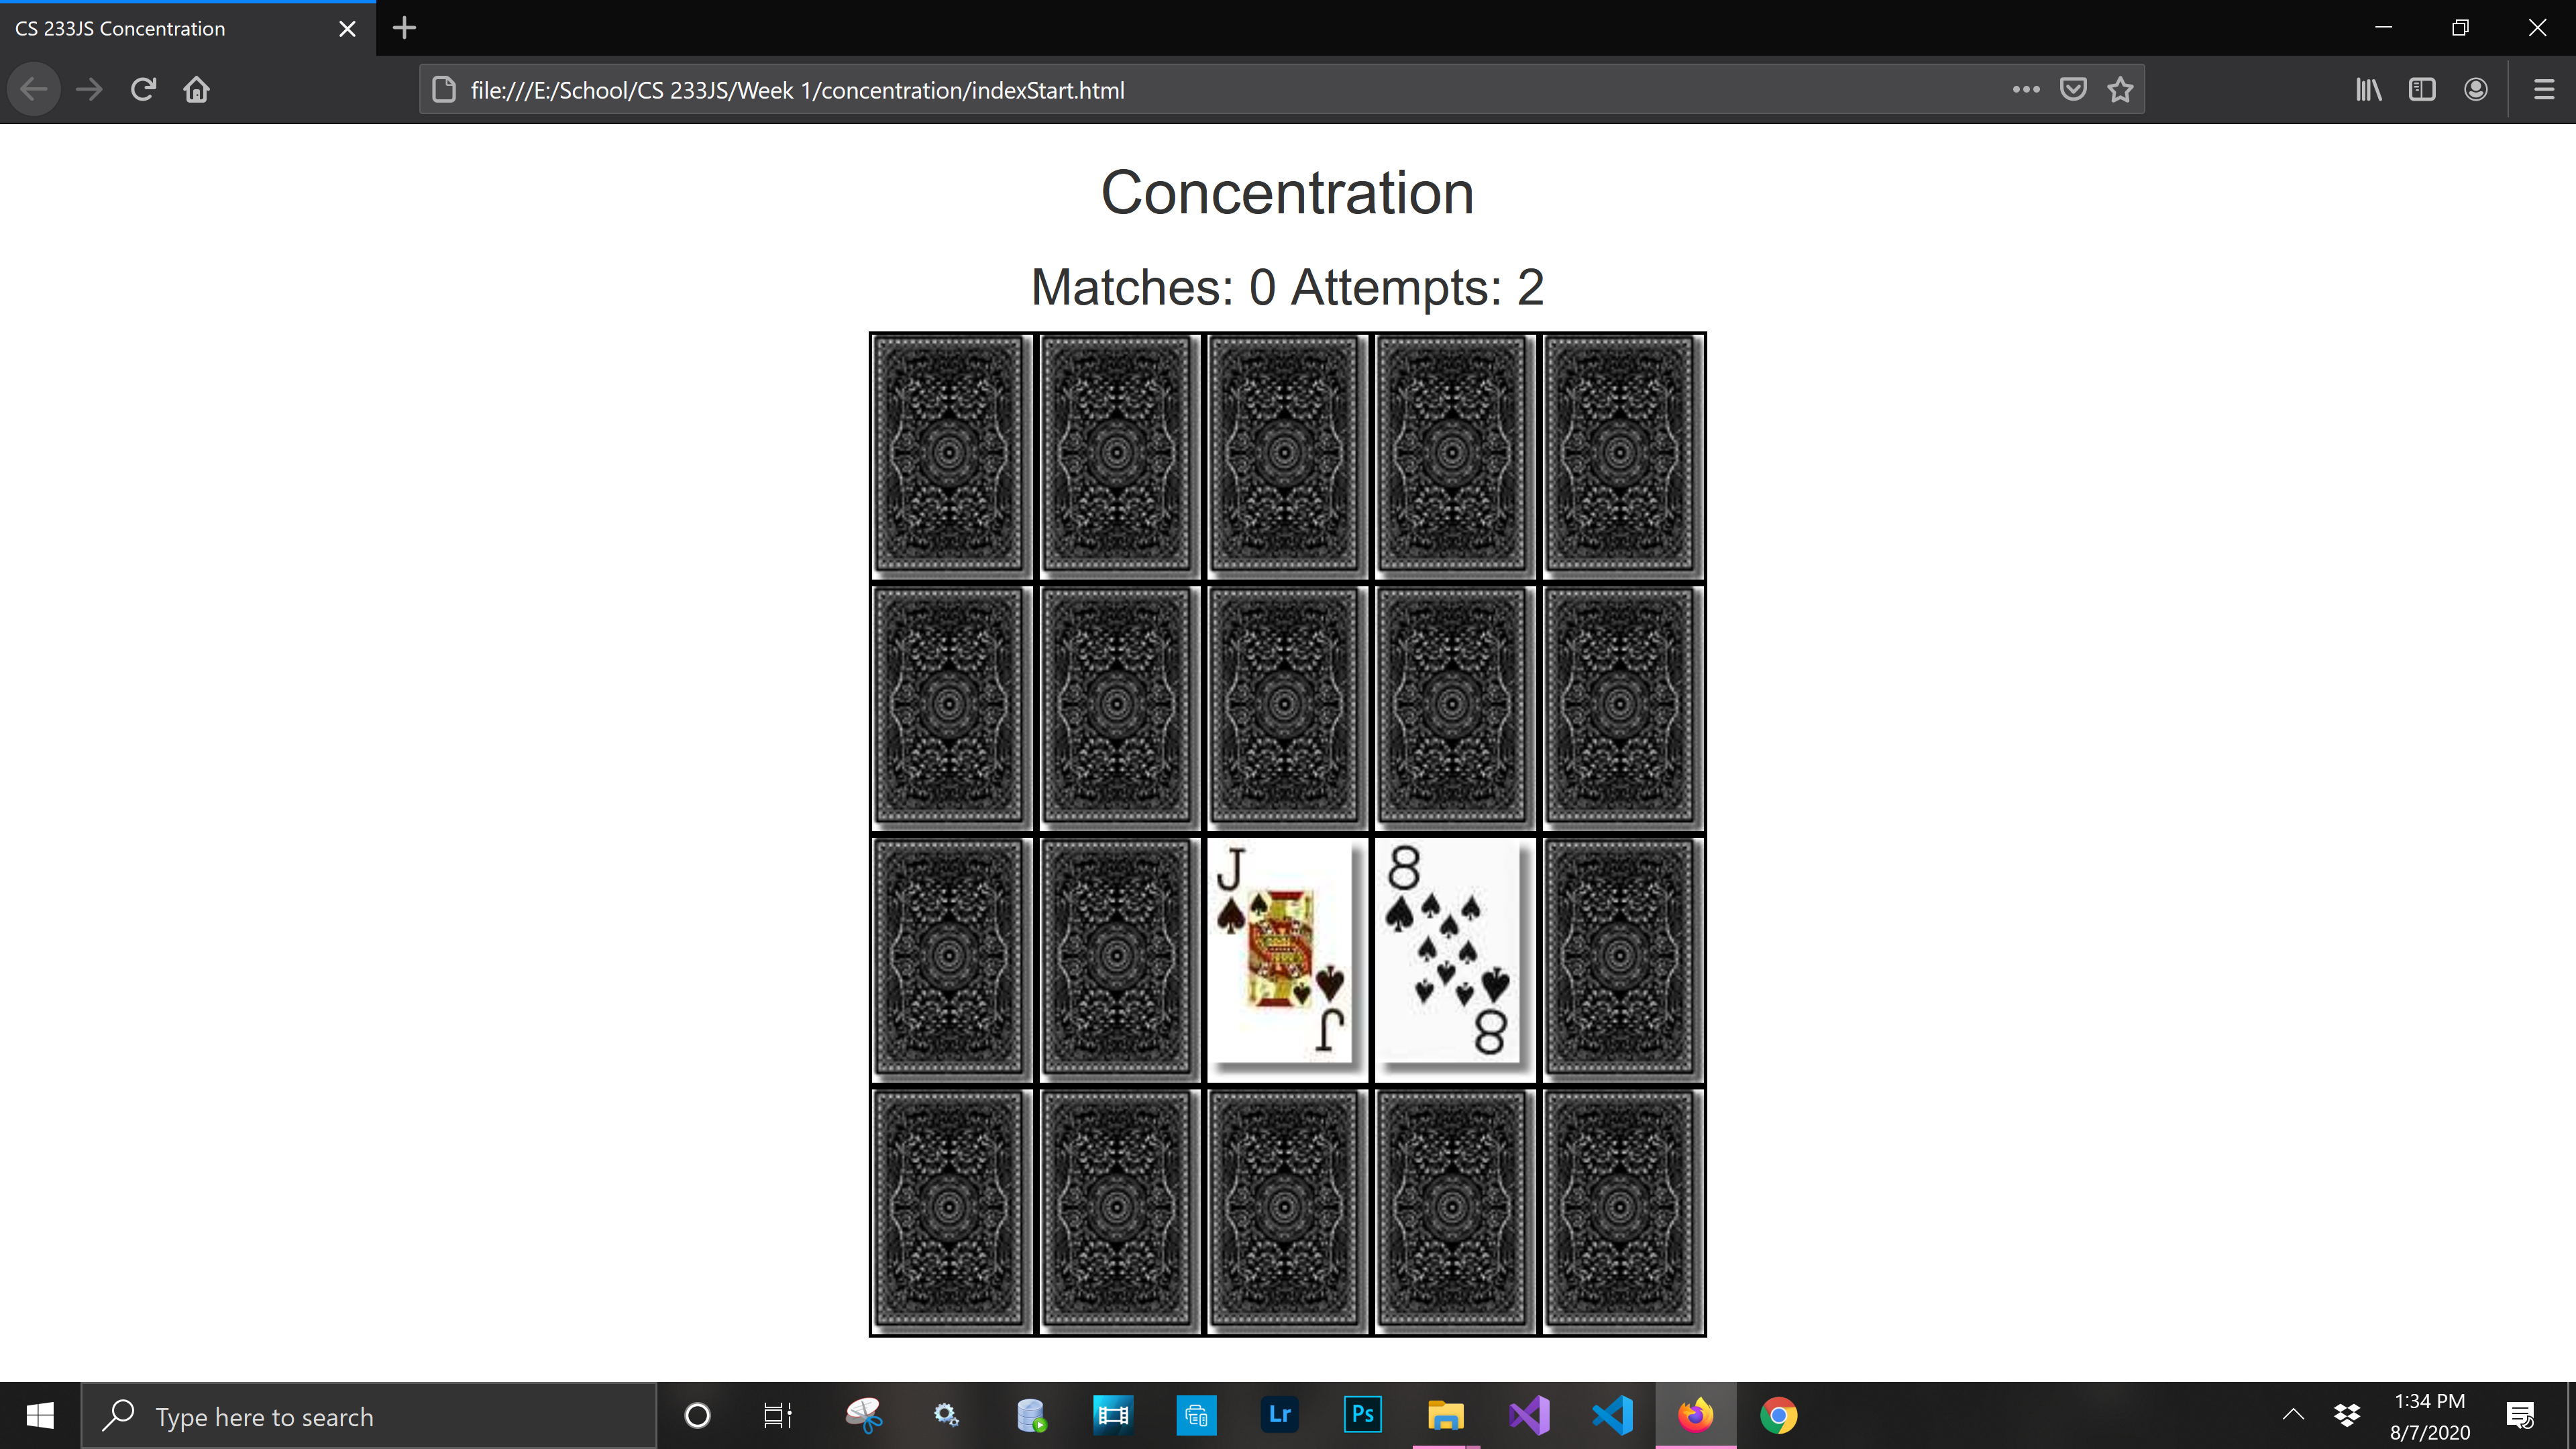 CS 233JS Concentration
file:///E:/School/CS 233JS/Week 1/concentration/indexStart.html
Concentration
Matches: 0 Attempts: 2
J 8
J 8
Type here to search
Lr
Ps
1:34 PM
8/7/2020